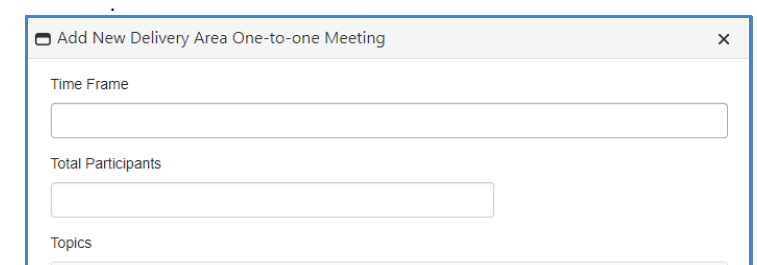 Add New Delivery Area One-to-one Meeting
Time Frame
Total Participants
Topics